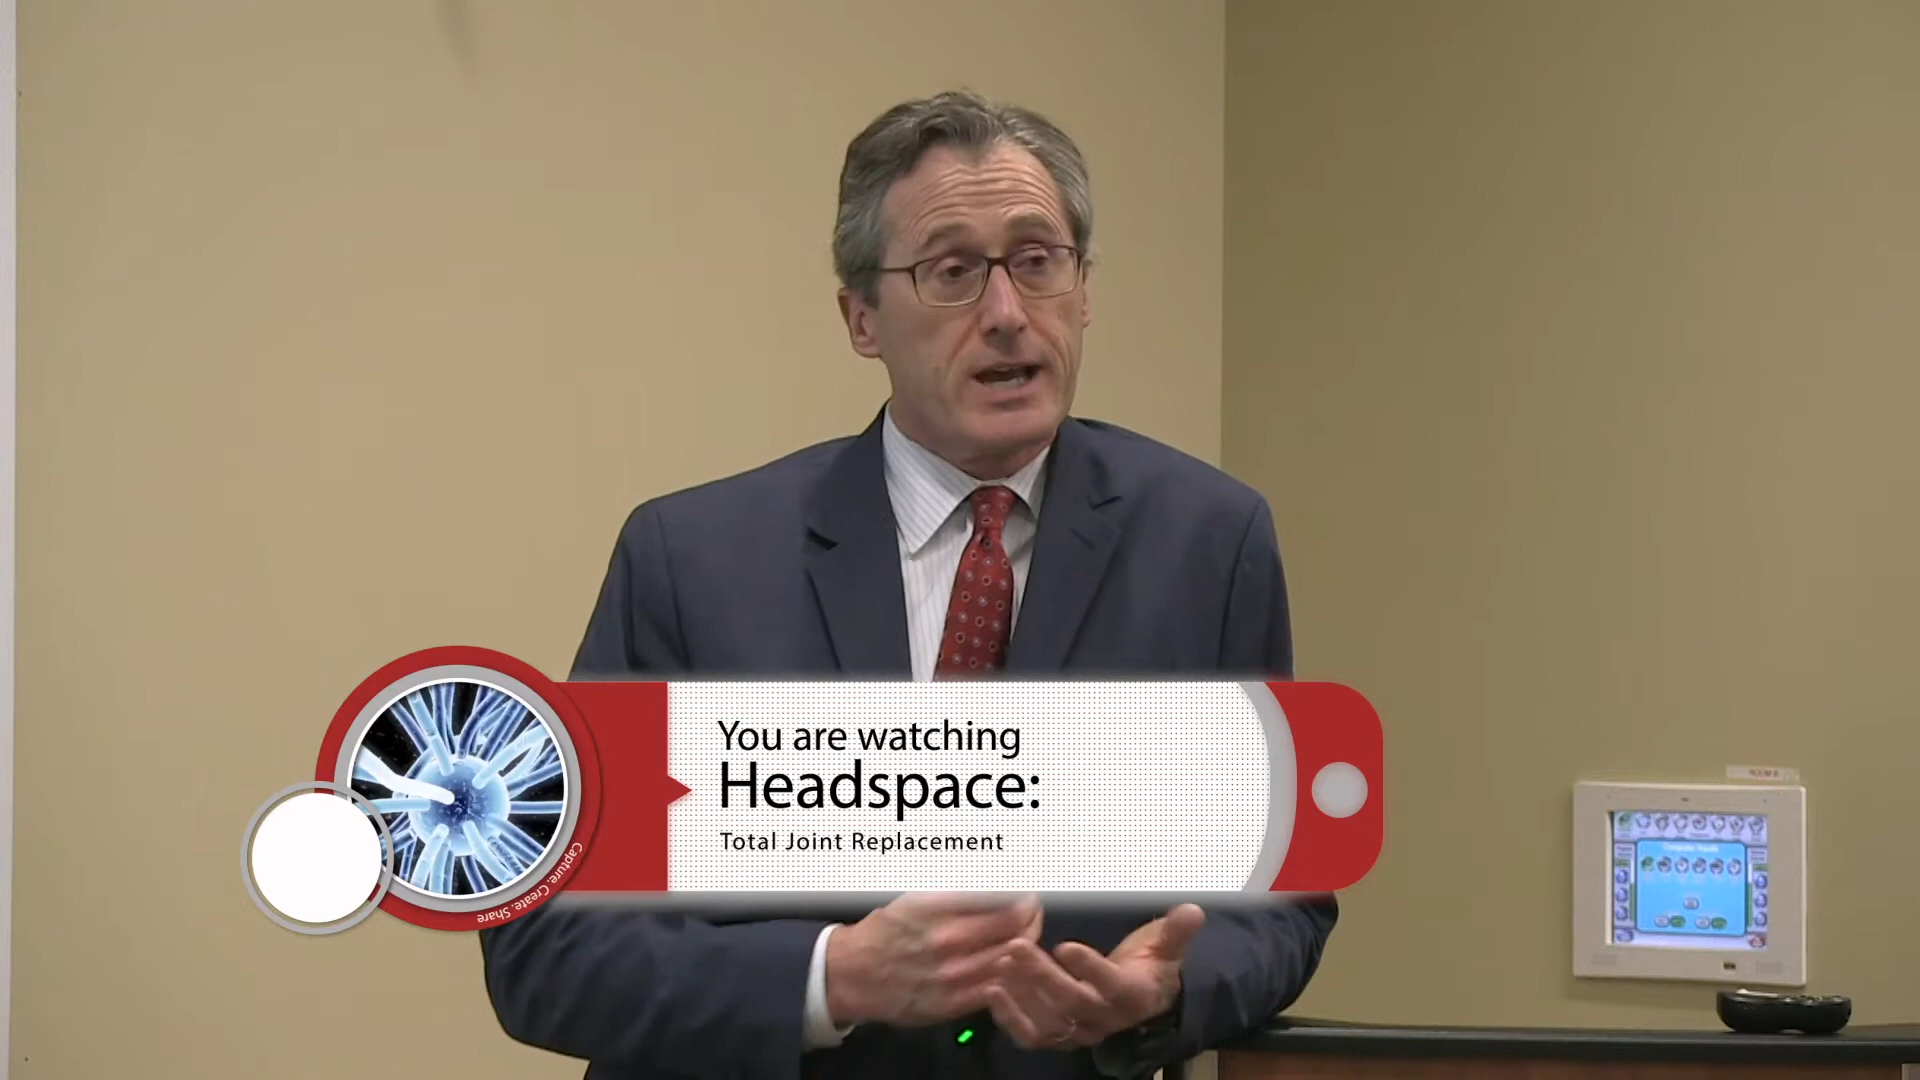 You are watching
Headspace:
Total Joint Replacement
Capture. Create. Share